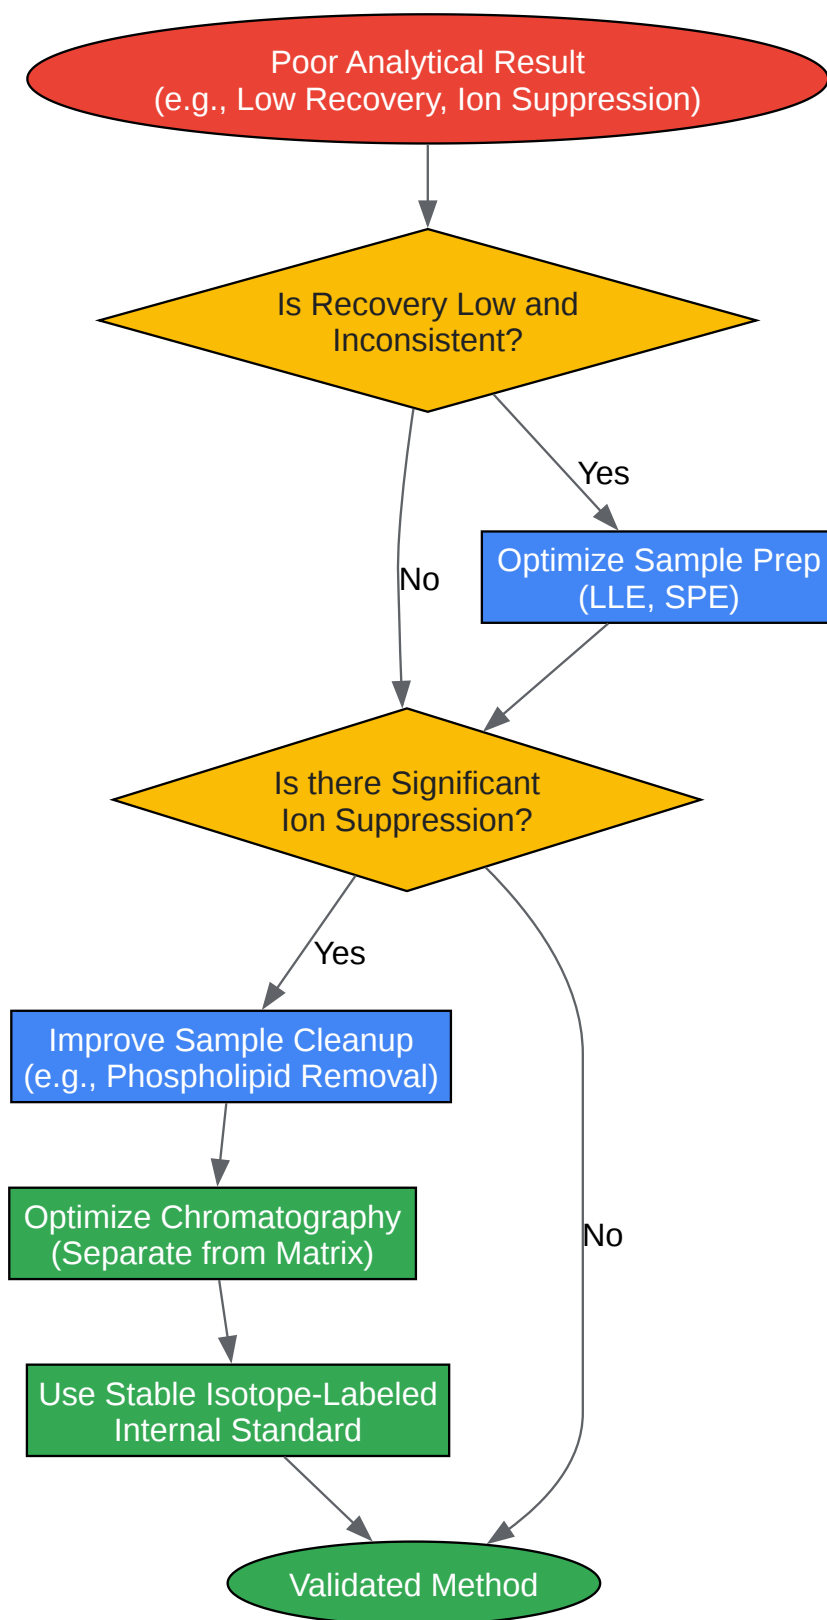 Poor Analytical Result
(e.g., Low Recovery, Ion Suppression)
Is Recovery Low and
Inconsistent?
Yes
No
Optimize Sample Prep
(LLE, SPE)
Is there Significant
Ion Suppression?
Yes
Improve Sample Cleanup
(e.g., Phospholipid Removal)
Optimize Chromatography
(Separate from Matrix)
No
Use Stable Isotope-Labeled
Internal Standard
Validated Method